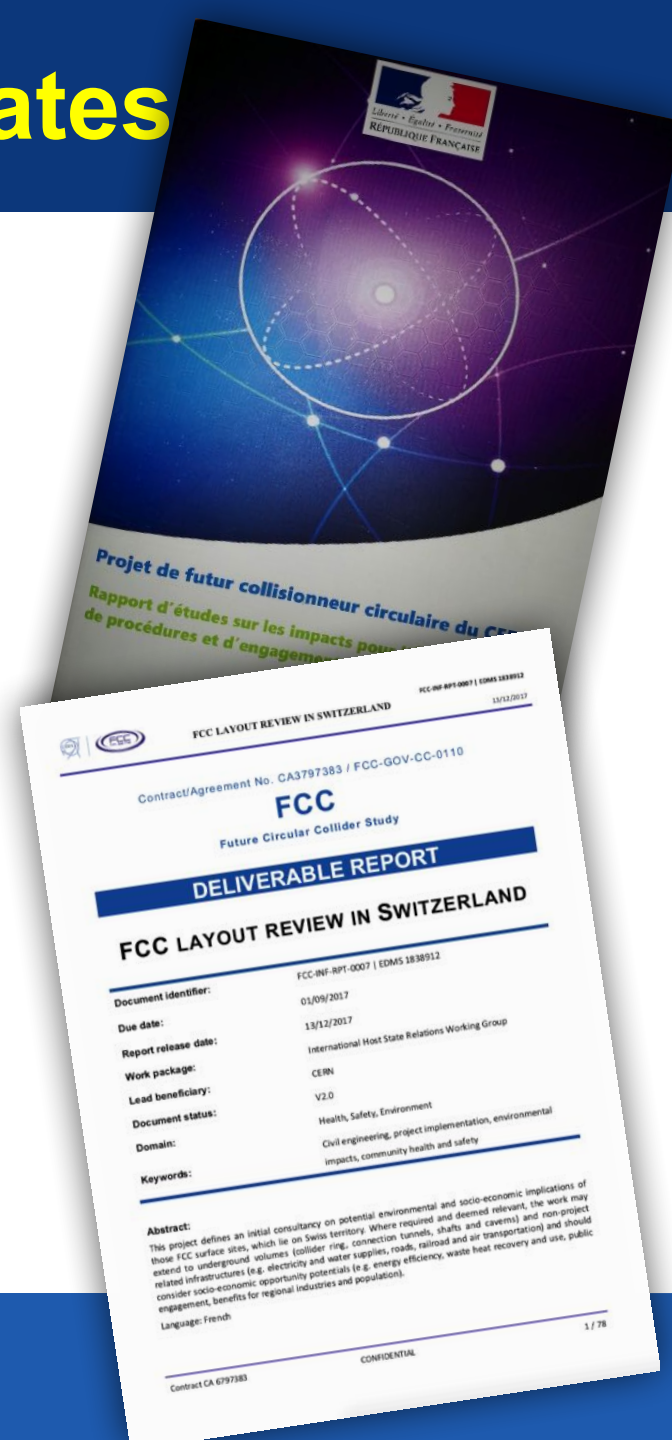 ates
Liberté • Égalité • Fraternité
RÉPUBLIQUE FRANÇAISE
Projet de futur collisionneur circulaire du
Rapport d'études sur les impacts pour
de procédures et d'engagement
FCC-INF-RPT-0007 | EDMS 1838912
FCC LAYOUT REVIEW IN SWITZERLAND
13/12/2017
FCC
Contract/Agreement No. CA3797383 / FCC-GOV-CC-0110
FCC
Future Circular Collider Study
DELIVERABLE REPORT
FCC LAYOUT REVIEW IN SWITZERLAND
Document identifier: FCC-INF-RPT-0007 | EDMS 1838912
Due date: 01/09/2017
Report release date: 13/12/2017
Work package: International Host State Relations Working Group
Lead beneficiary: CERN
Document status: V2.0
Domain: Health, Safety, Environment
Keywords: Civil engineering, project implementation, environmental
impacts, community health and safety
Abstract:
This project defines an initial consultancy on potential environmental and socio-economic implications of
those FCC surface sites, which lie on Swiss territory. Where required and deemed relevant, the work may
extend to underground volumes (collider ring, connection tunnels, shafts and caverns) and non-project
related infrastructures (e.g. electricity and water supplies, roads, railroad and air transportation) and should
consider socio-economic opportunity potentials (e.g. energy efficiency, waste heat recovery and use, public
engagement, benefits for regional industries and population).
Language: French
Contract CA 6797383
CONFIDENTIAL
1 / 78